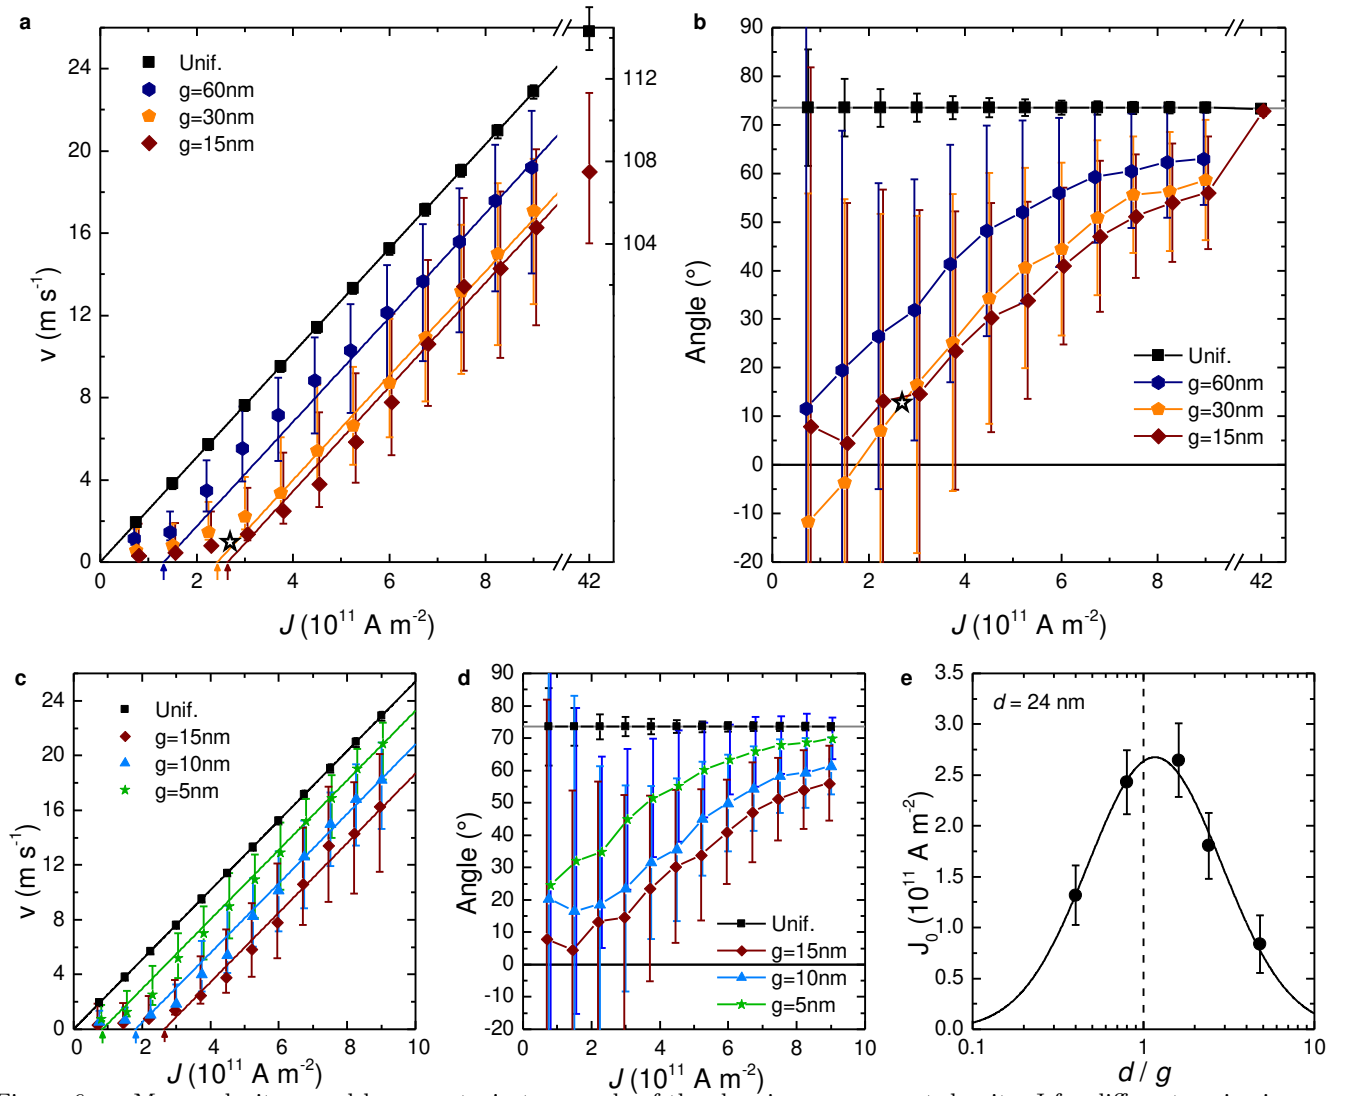 a
Unif.
g=60nm
g=30nm
g=15nm
24
20
16
12
8
4
0
112
108
104
0 2 4 6 8 42
v (m s-1)
J (10^11 A m-2)
b
90
80
70
60
50
40
30
20
10
0
-10
-20
Angle (°)
Unif.
g=60nm
g=30nm
g=15nm
0 2 4 6 8 42
J (10^11 A m-2)
c
Unif.
g=15nm
g=10nm
g=5nm
24
20
16
12
8
4
0
v (m s-1)
0 2 4 6 8 10
J (10^11 A m-2)
d
90
80
70
60
50
40
30
20
10
0
-10
-20
Angle (°)
Unif.
g=15nm
g=10nm
g=5nm
0 2 4 6 8 10
J (10^11 A m-2)
e
d = 24 nm
3.5
3.0
2.5
2.0
1.5
1.0
0.5
0.0
J0 (10^11 A m-2)
0.1 1 10
d / g